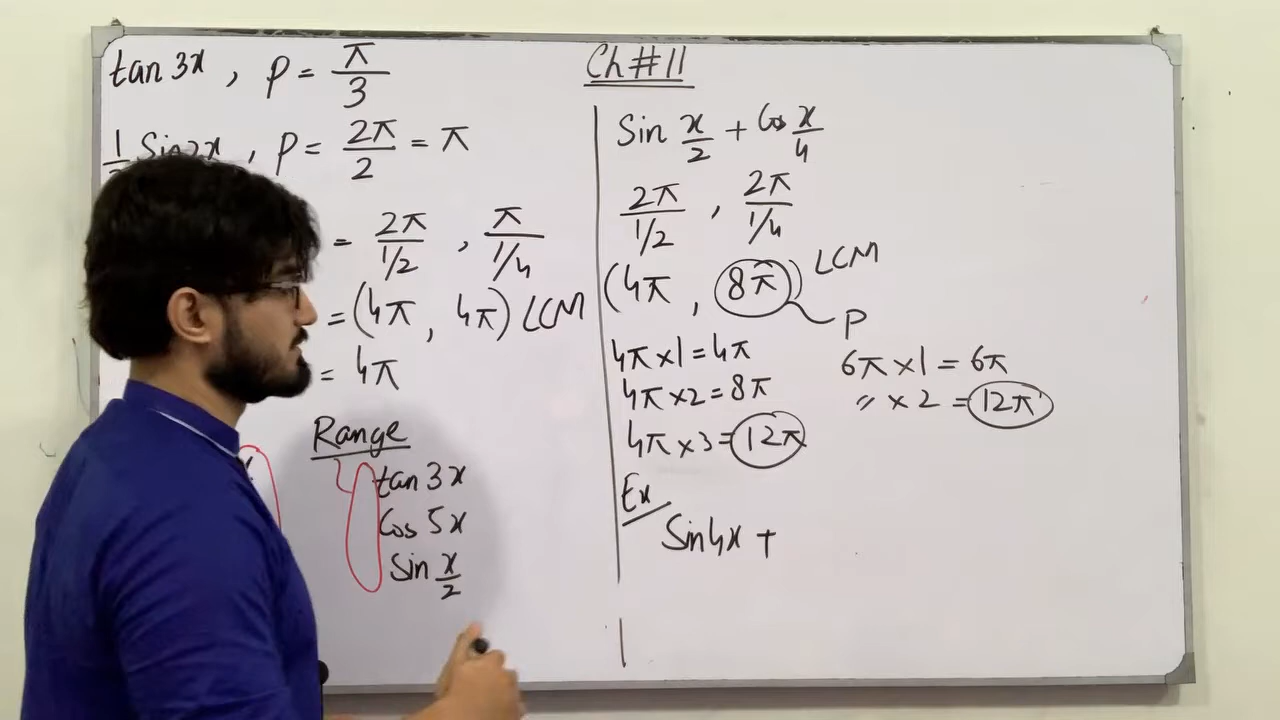 tan 3x , P = π/3
Sin 2x , P = 2π/2 = π
= 2π/1/2 , π/1/4
= (4π, 4π) LCM
= 4π
Range
tan 3x
Cos 5x
Sin x/2
Ch#11
Sin x/2 + Cos x/4
2π/1/2 , 2π/1/4
(4π , 8π) LCM
P
4π×1=4π
4π×2=8π
4π×3=12π
6π×1=6π
〃×2=12π
Ex
Sin4x +